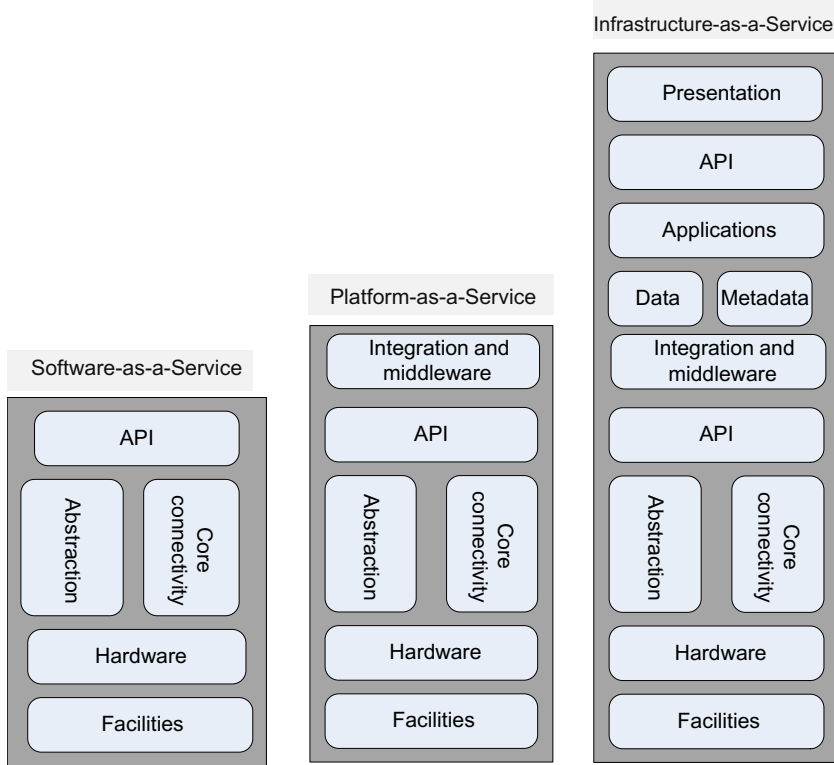 Infrastructure-as-a-Service
Presentation
API
Applications
Data
Metadata
Integration and
middleware
API
Abstraction
Core
connectivity
Hardware
Facilities
Platform-as-a-Service
Integration and
middleware
API
Abstraction
Core
connectivity
Hardware
Facilities
Software-as-a-Service
API
Abstraction
Core
connectivity
Hardware
Facilities